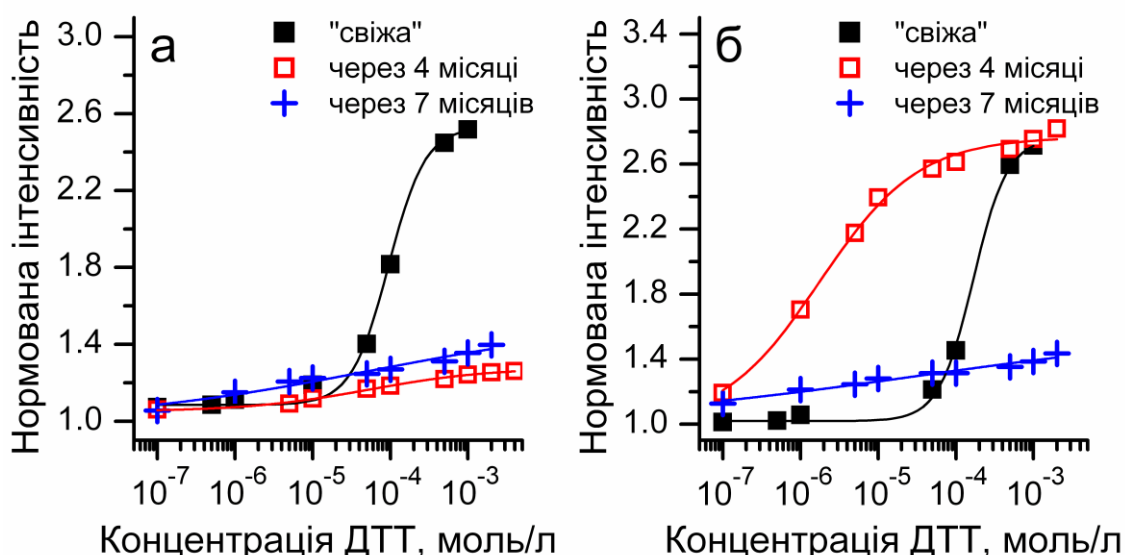 а
"свіжа"
через 4 місяці
через 7 місяців
Нормована інтенсивність
3.0
2.6
2.2
1.8
1.4
1.0
10-7
10-6
10-5
10-4
10-3
Концентрація ДТТ, моль/л
б
"свіжа"
через 4 місяці
через 7 місяців
Нормована інтенсивність
3.4
3.0
2.6
2.2
1.8
1.4
1.0
10-7
10-6
10-5
10-4
10-3
Концентрація ДТТ, моль/л